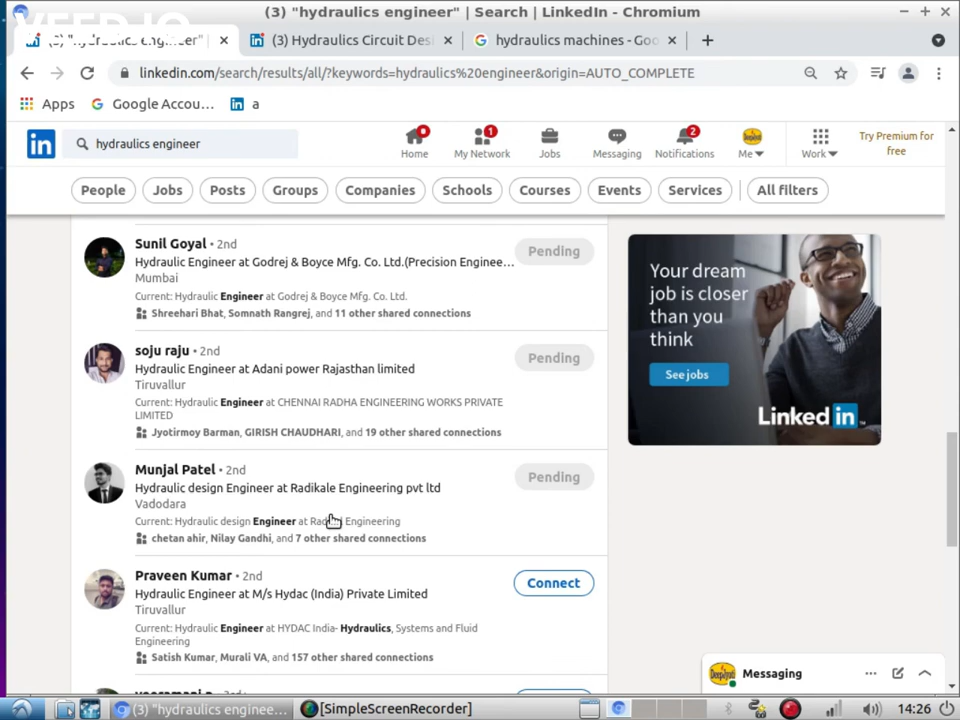 (3) "hydraulics engineer" | Search | LinkedIn - Chromium
VEED.IO
(3) "hydraulics engineer"
(3) Hydraulics Circuit Des
hydraulics machines - Goo
linkedin.com/search/results/all/?keywords=hydraulics%20engineer&origin=AUTO_COMPLETE
Apps
Google Accou...
a
in
hydraulics engineer
Home
My Network
1
Jobs
Messaging
Notifications
2
Me
Work
Try Premium for
free
People
Jobs
Posts
Groups
Companies
Schools
Courses
Events
Services
All filters
Sunil Goyal • 2nd
Pending
Hydraulic Engineer at Godrej & Boyce Mfg. Co. Ltd.(Precision Enginee...
Mumbai
Current: Hydraulic Engineer at Godrej & Boyce Mfg. Co. Ltd.
Shreehari Bhat, Somnath Rangrej, and 11 other shared connections
soju raju • 2nd
Pending
Hydraulic Engineer at Adani power Rajasthan limited
Tiruvallur
Current: Hydraulic Engineer at CHENNAI RADHA ENGINEERING WORKS PRIVATE
LIMITED
Jyotirmoy Barman, GIRISH CHAUDHARI, and 19 other shared connections
Munjal Patel • 2nd
Pending
Hydraulic design Engineer at Radikale Engineering pvt ltd
Vadodara
Current: Hydraulic design Engineer at Engineering
chetan ahir, Nilay Gandhi, and 7 other shared connections
Praveen Kumar • 2nd
Connect
Hydraulic Engineer at M/s Hydac (India) Private Limited
Tiruvallur
Current: Hydraulic Engineer at HYDAC India- Hydraulics, Systems and Fluid
Engineering
Satish Kumar, Murali VA, and 157 other shared connections
Your dream
job is closer
than you
think
See jobs
Linked in
Messaging
(3) "hydraulics enginee...
[SimpleScreenRecorder]
14:26